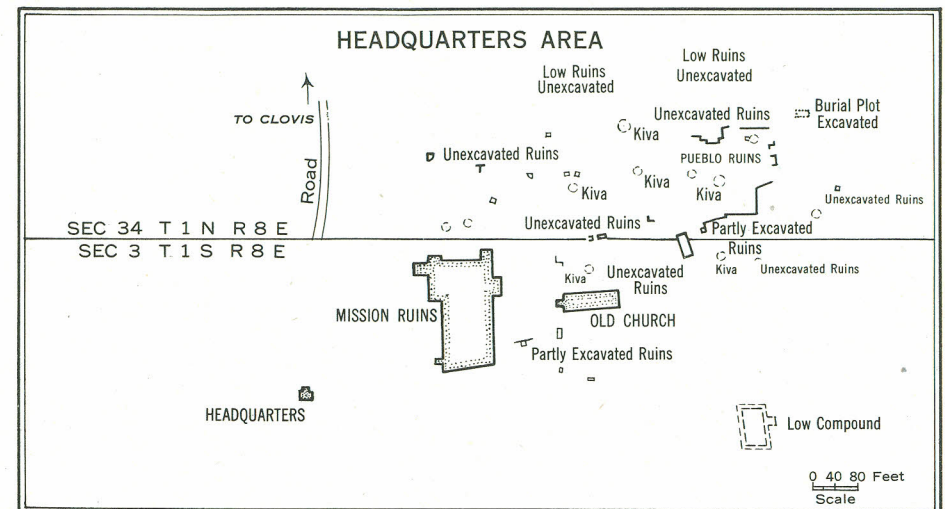 HEADQUARTERS AREA
Low Ruins
Unexcavated
Low Ruins
Unexcavated
TO CLOVIS
Road
Unexcavated Ruins
Burial Plot
Excavated
Kiva
Unexcavated Ruins
PUEBLO RUINS
Kiva
Kiva
Kiva
Unexcavated Ruins
Unexcavated Ruins
Partly Excavated
Ruins
SEC 34 T 1 N R 8 E
SEC 3 T. 1 S R 8 E
Kiva
Unexcavated
Ruins
Kiva
Unexcavated Ruins
MISSION RUINS
OLD CHURCH
Partly Excavated Ruins
HEADQUARTERS
Low Compound
0 40 80 Feet
Scale